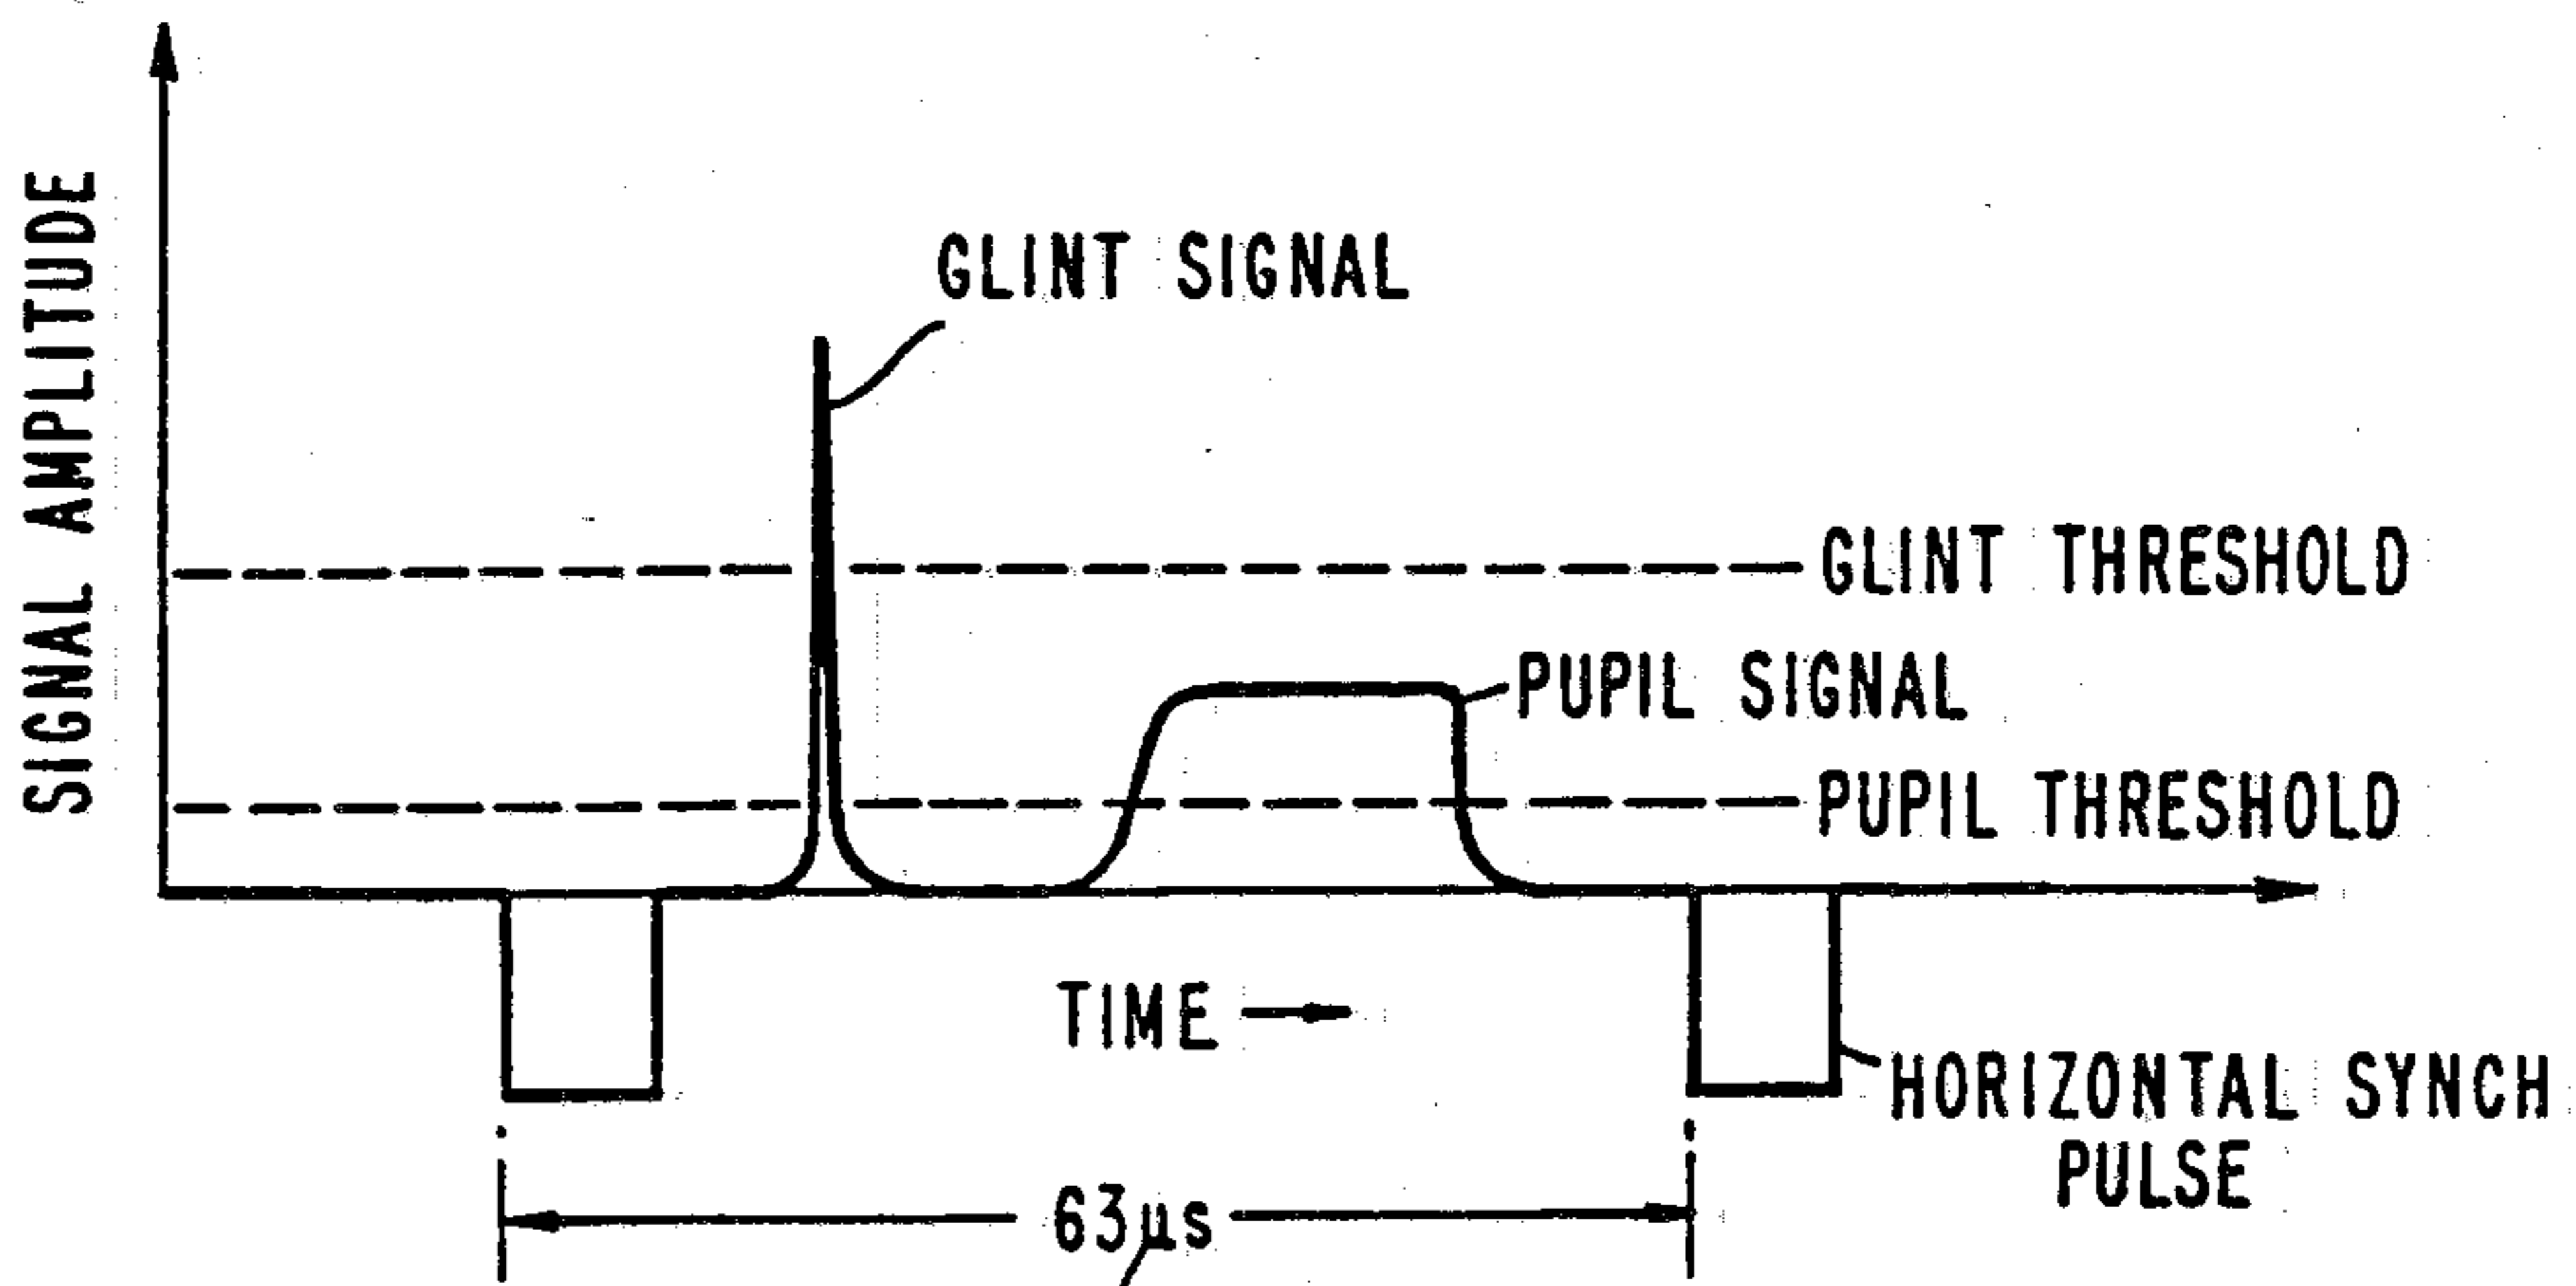 SIGNAL AMPLITUDE
GLINT SIGNAL
GLINT THRESHOLD
PUPIL SIGNAL
PUPIL THRESHOLD
TIME
HORIZONTAL SYNCH
PULSE
63µs